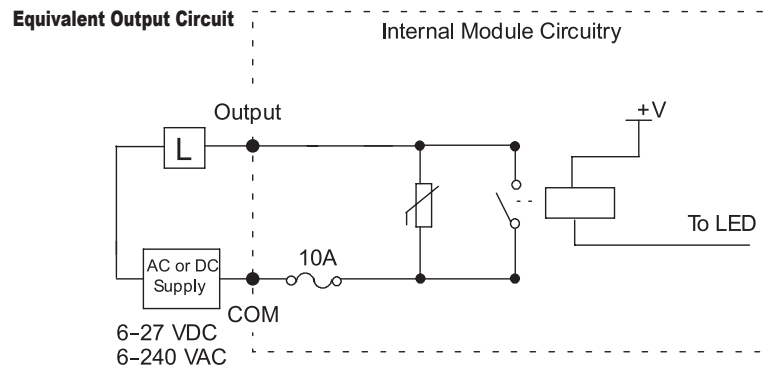 Equivalent Output Circuit
Internal Module Circuitry
Output
+V
L
To LED
AC or DC
Supply
10A
COM
6–27 VDC
6–240 VAC